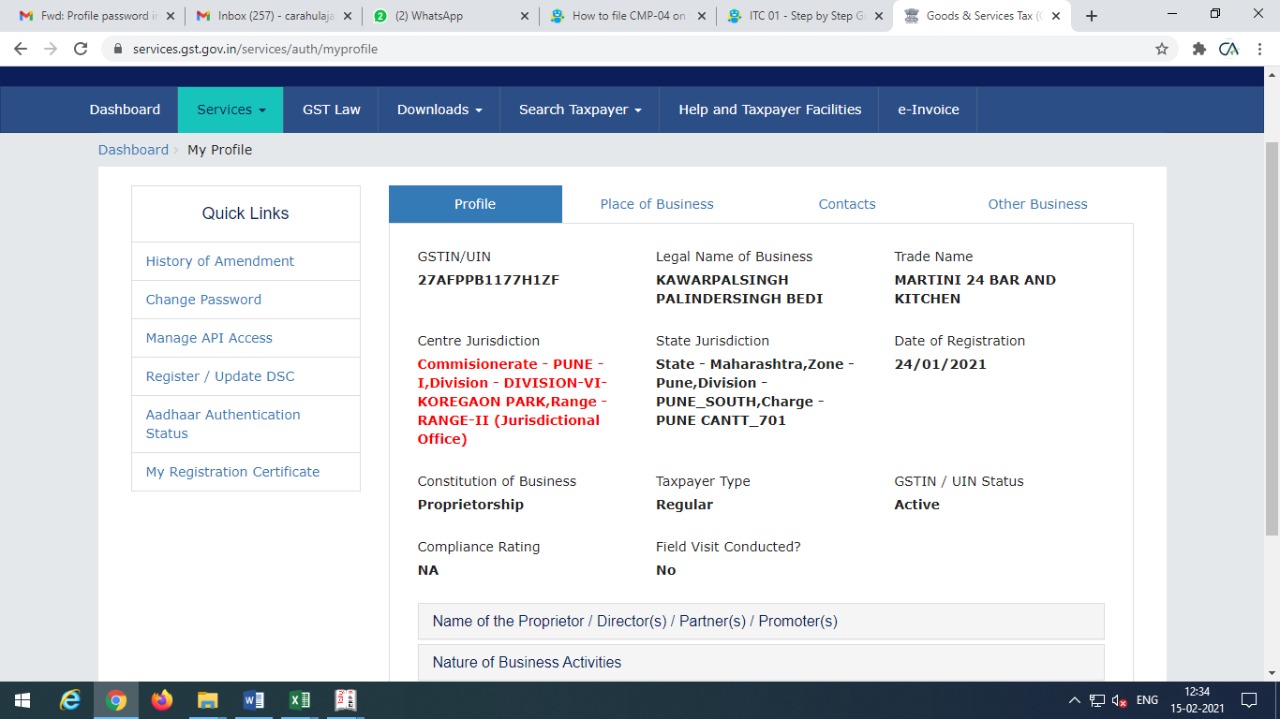 Fwd: Profile password in
Inbox (257) - carahulaja
(2) WhatsApp
How to file CMP-04 on
ITC 01 - Step by Step G
Goods & Services Tax (
services.gst.gov.in/services/auth/myprofile
Dashboard
Services
GST Law
Downloads
Search Taxpayer
Help and Taxpayer Facilities
e-Invoice
Dashboard > My Profile
Quick Links
History of Amendment
Change Password
Manage API Access
Register / Update DSC
Aadhaar Authentication
Status
My Registration Certificate
Profile
Place of Business
Contacts
Other Business
GSTIN/UIN
27AFPPB1177H1ZF
Legal Name of Business
KAWARPALSINGH
PALINDERSINGH BEDI
Trade Name
MARTINI 24 BAR AND
KITCHEN
Centre Jurisdiction
Commisionerate - PUNE -
I,Division - DIVISION-VI-
KOREGAON PARK,Range -
RANGE-II (Jurisdictional
Office)
State Jurisdiction
State - Maharashtra,Zone -
Pune,Division -
PUNE_SOUTH,Charge -
PUNE CANTT_701
Date of Registration
24/01/2021
Constitution of Business
Proprietorship
Taxpayer Type
Regular
GSTIN / UIN Status
Active
Compliance Rating
NA
Field Visit Conducted?
No
Name of the Proprietor / Director(s) / Partner(s) / Promoter(s)
Nature of Business Activities
ENG
12:34
15-02-2021